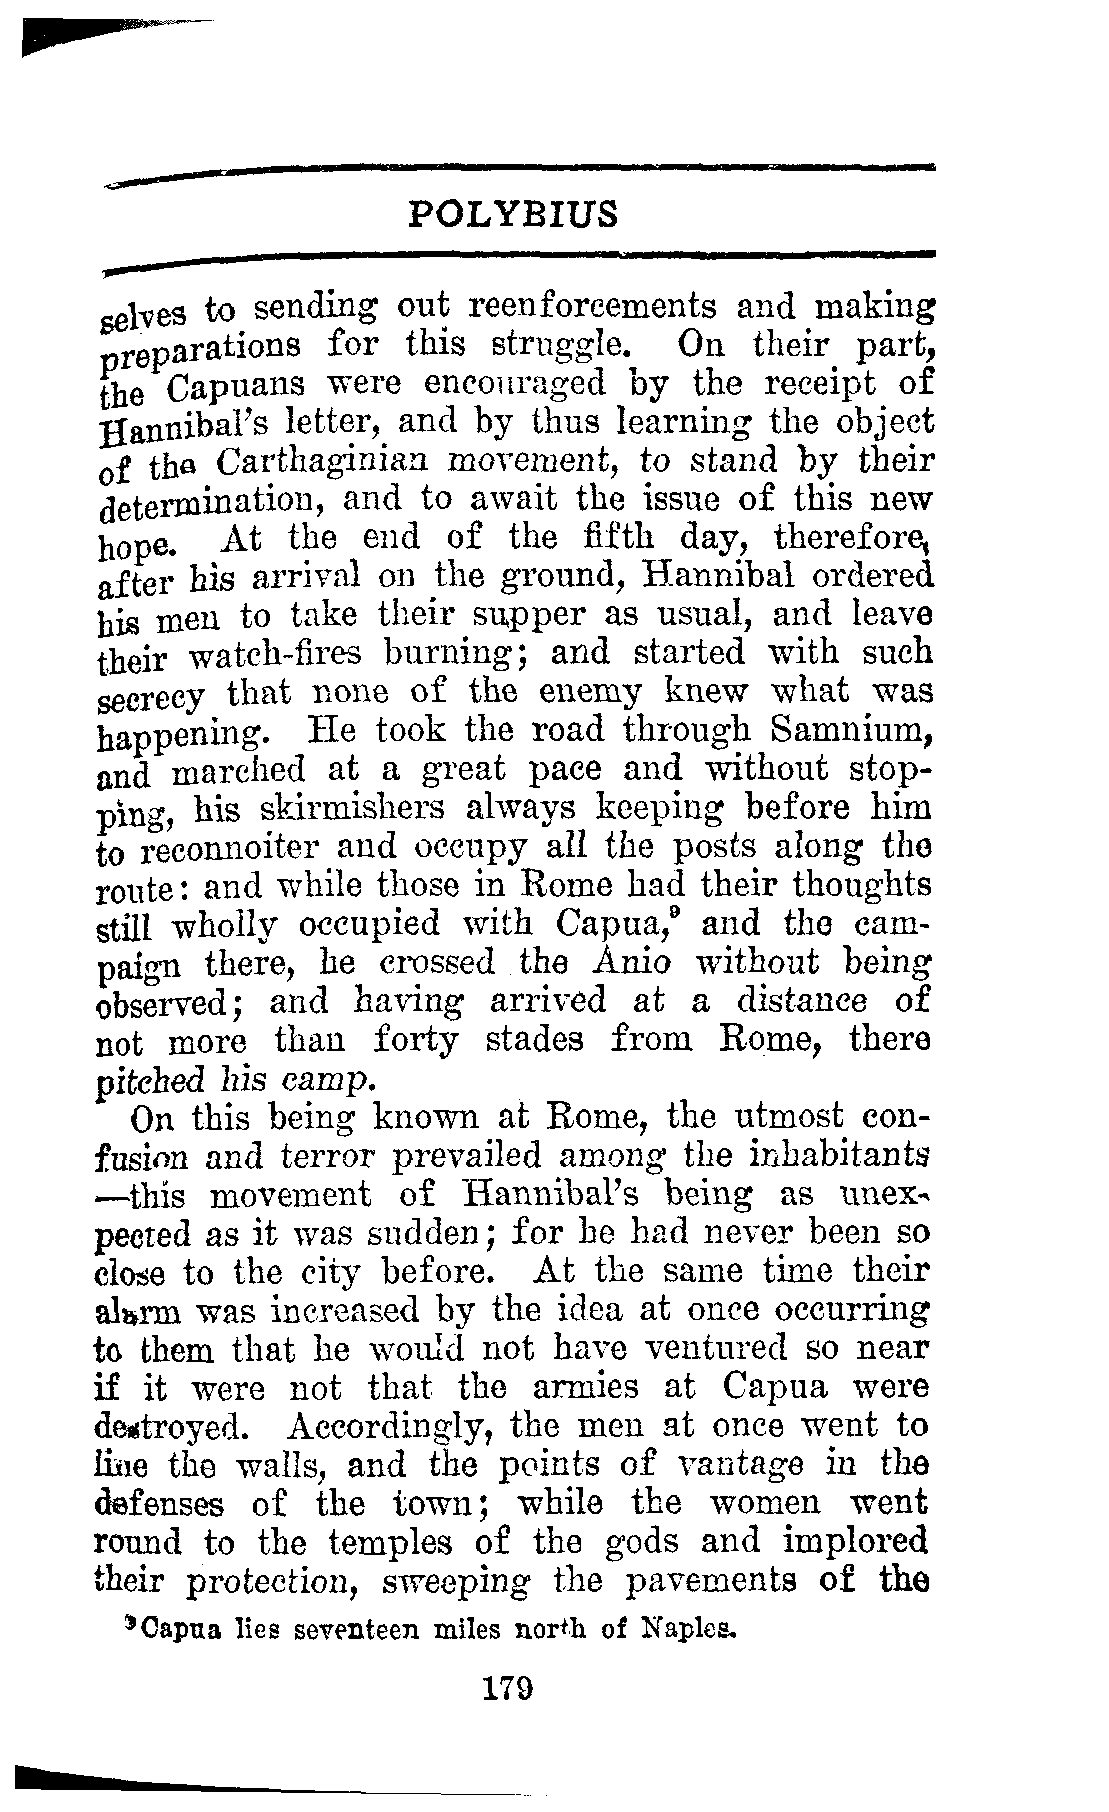 POLYBIUS
selves to sending out reenforcements and making
preparations for this struggle. On their part,
the Capuans were encouraged by the receipt of
Hannibal's letter, and by thus learning the object
of the Carthaginian movement, to stand by their
determination, and to await the issue of this new
hope. At the end of the fifth day, therefore,
after his arrival on the ground, Hannibal ordered
his men to take their supper as usual, and leave
their watch-fires burning; and started with such
secrecy that none of the enemy knew what was
happening. He took the road through Samnium,
and marched at a great pace and without stop-
ping, his skirmishers always keeping before him
to reconnoiter and occupy all the posts along the
route: and while those in Rome had their thoughts
still wholly occupied with Capua,⁹ and the cam-
paign there, he crossed the Anio without being
observed; and having arrived at a distance of
not more than forty stades from Rome, there
pitched his camp.
On this being known at Rome, the utmost con-
fusion and terror prevailed among the inhabitants
—this movement of Hannibal's being as unex-
pected as it was sudden; for he had never been so
close to the city before. At the same time their
alarm was increased by the idea at once occurring
to them that he would not have ventured so near
if it were not that the armies at Capua were
destroyed. Accordingly, the men at once went to
line the walls, and the points of vantage in the
defenses of the town; while the women went
round to the temples of the gods and implored
their protection, sweeping the pavements of the
⁹Capua lies seventeen miles north of Naples.
179